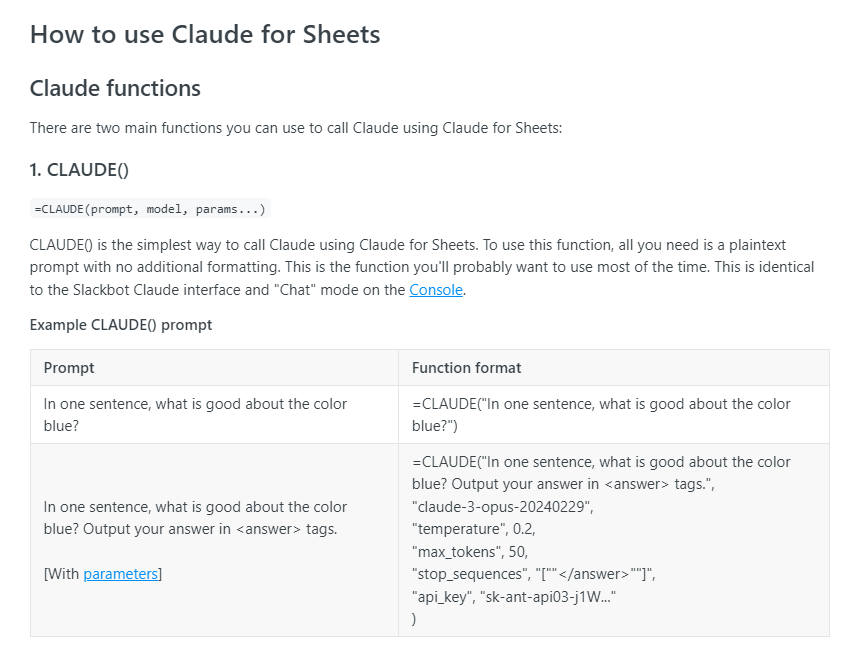 How to use Claude for Sheets
Claude functions
There are two main functions you can use to call Claude using Claude for Sheets:
1. CLAUDE()
=CLAUDE(prompt, model, params...)
CLAUDE() is the simplest way to call Claude using Claude for Sheets. To use this function, all you need is a plaintext
prompt with no additional formatting. This is the function you'll probably want to use most of the time. This is identical
to the Slackbot Claude interface and "Chat" mode on the Console.
Example CLAUDE() prompt
Prompt
Function format
In one sentence, what is good about the color
blue?
=CLAUDE("In one sentence, what is good about the color
blue?")
In one sentence, what is good about the color
blue? Output your answer in <answer> tags.
[With parameters]
=CLAUDE("In one sentence, what is good about the color
blue? Output your answer in <answer> tags.",
"claude-3-opus-20240229",
"temperature", 0.2,
"max_tokens", 50,
"stop_sequences", "[""</answer>""]",
"api_key", "sk-ant-api03-j1W..."
)